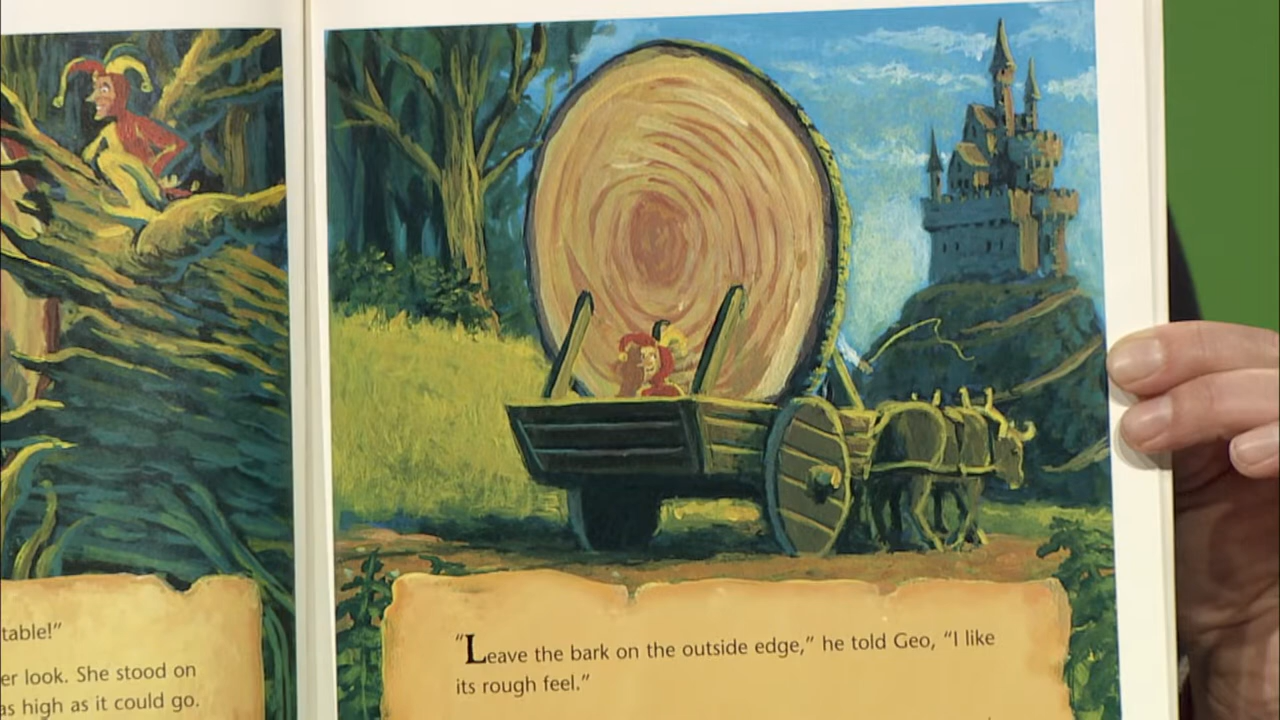 table!”
er look. She stood on
as high as it could go.
“Leave the bark on the outside edge,” he told Geo, “I like
its rough feel.”